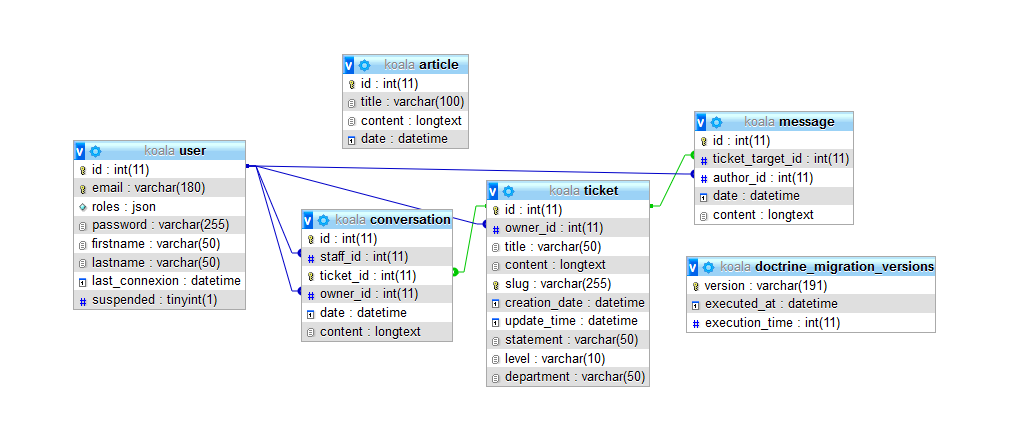 koala article
id : int(11)
title : varchar(100)
content : longtext
date : datetime
koala user
id : int(11)
email : varchar(180)
roles : json
password : varchar(255)
firstname : varchar(50)
lastname : varchar(50)
last_connexion : datetime
suspended : tinyint(1)
koala conversation
id : int(11)
staff_id : int(11)
ticket_id : int(11)
owner_id : int(11)
date : datetime
content : longtext
koala ticket
id : int(11)
owner_id : int(11)
title : varchar(50)
content : longtext
slug : varchar(255)
creation_date : datetime
update_time : datetime
statement : varchar(50)
level : varchar(10)
department : varchar(50)
koala message
id : int(11)
ticket_target_id : int(11)
author_id : int(11)
date : datetime
content : longtext
koala doctrine_migration_versions
version : varchar(191)
executed_at : datetime
execution_time : int(11)